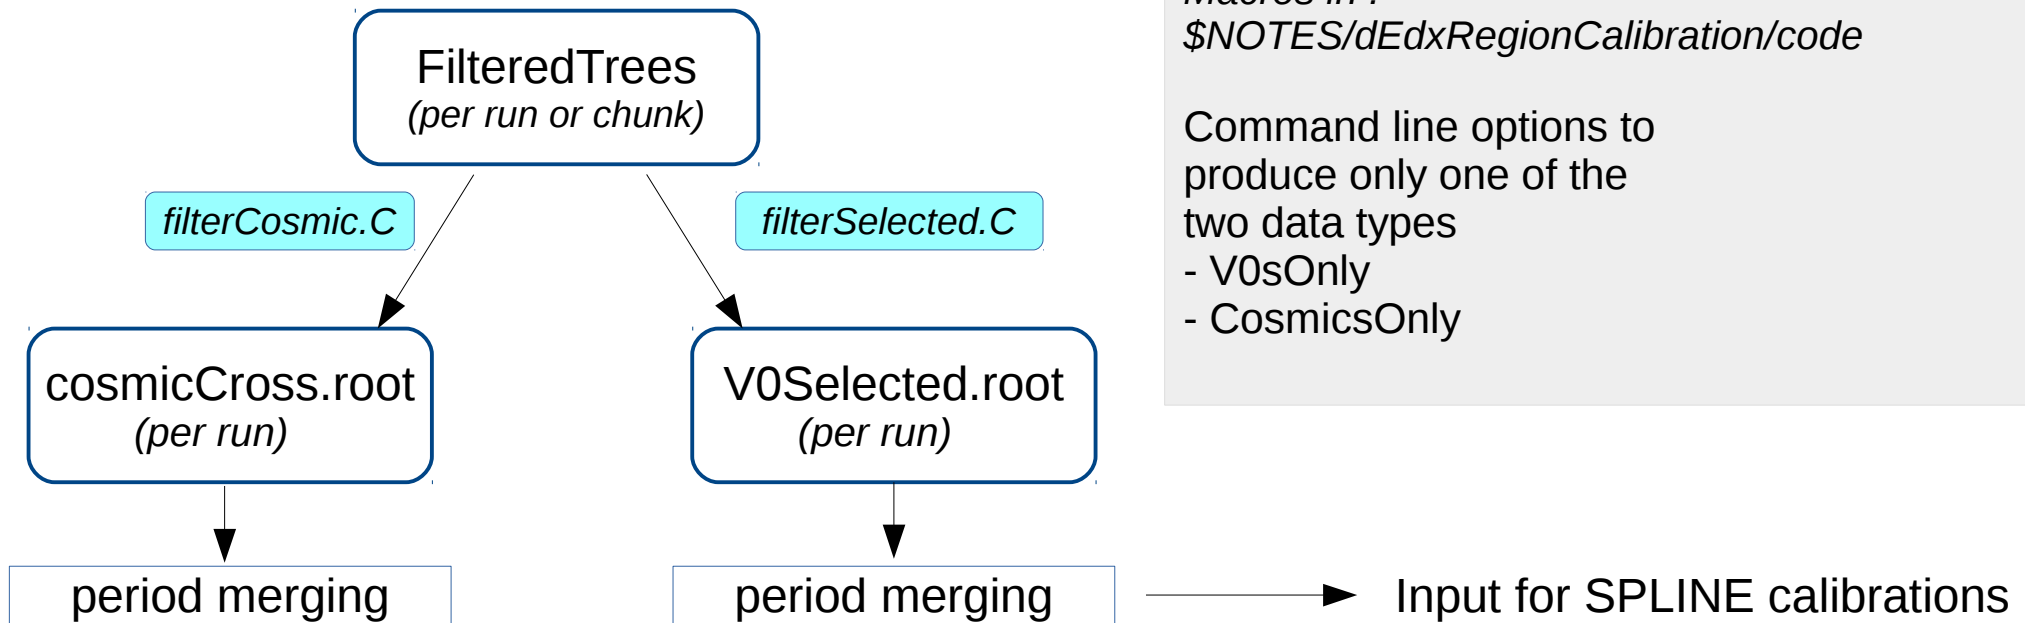 FilteredTrees
(per run or chunk)
filterCosmic.C
filterSelected.C
cosmicCross.root
(per run)
V0Selected.root
(per run)
period merging
period merging
Input for SPLINE calibrations
Macros in :
$NOTES/dEdxRegionCalibration/code
Command line options to
produce only one of the
two data types
- V0sOnly
- CosmicsOnly